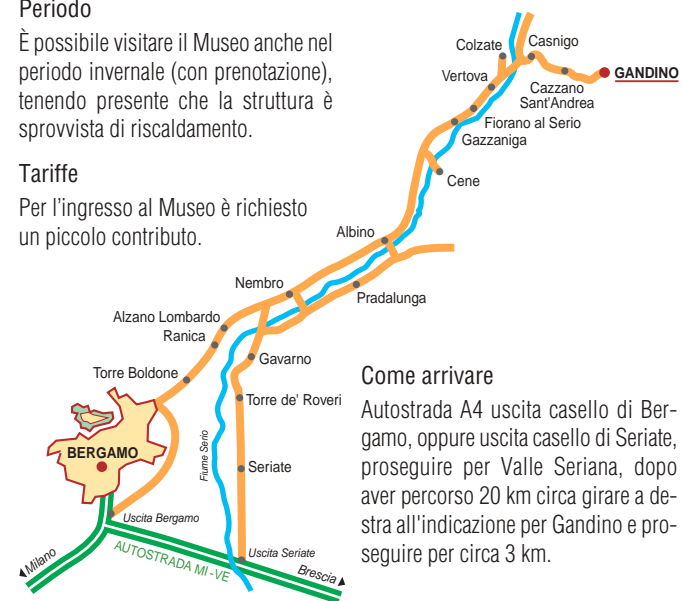 Periodo
È possibile visitare il Museo anche nel
periodo invernale (con prenotazione),
tenendo presente che la struttura è
sprovvista di riscaldamento.
Tariffe
Per l'ingresso al Museo è richiesto
un piccolo contributo.
Colzate
Casnigo
Vertova
GANDINO
Cazzano
Sant'Andrea
Fiorano al Serio
Gazzaniga
Cene
Albino
Nembro
Pradalunga
Alzano Lombardo
Ranica
Gavarno
Torre Boldone
Torre de' Roveri
BERGAMO
Fiume Serio
Seriate
Uscita Bergamo
Uscita Seriate
AUTOSTRADA MI-VE
Milano
Brescia
Come arrivare
Autostrada A4 uscita casello di Ber-
gamo, oppure uscita casello di Seriate,
proseguire per Valle Seriana, dopo
aver percorso 20 km circa girare a de-
stra all'indicazione per Gandino e pro-
seguire per circa 3 km.